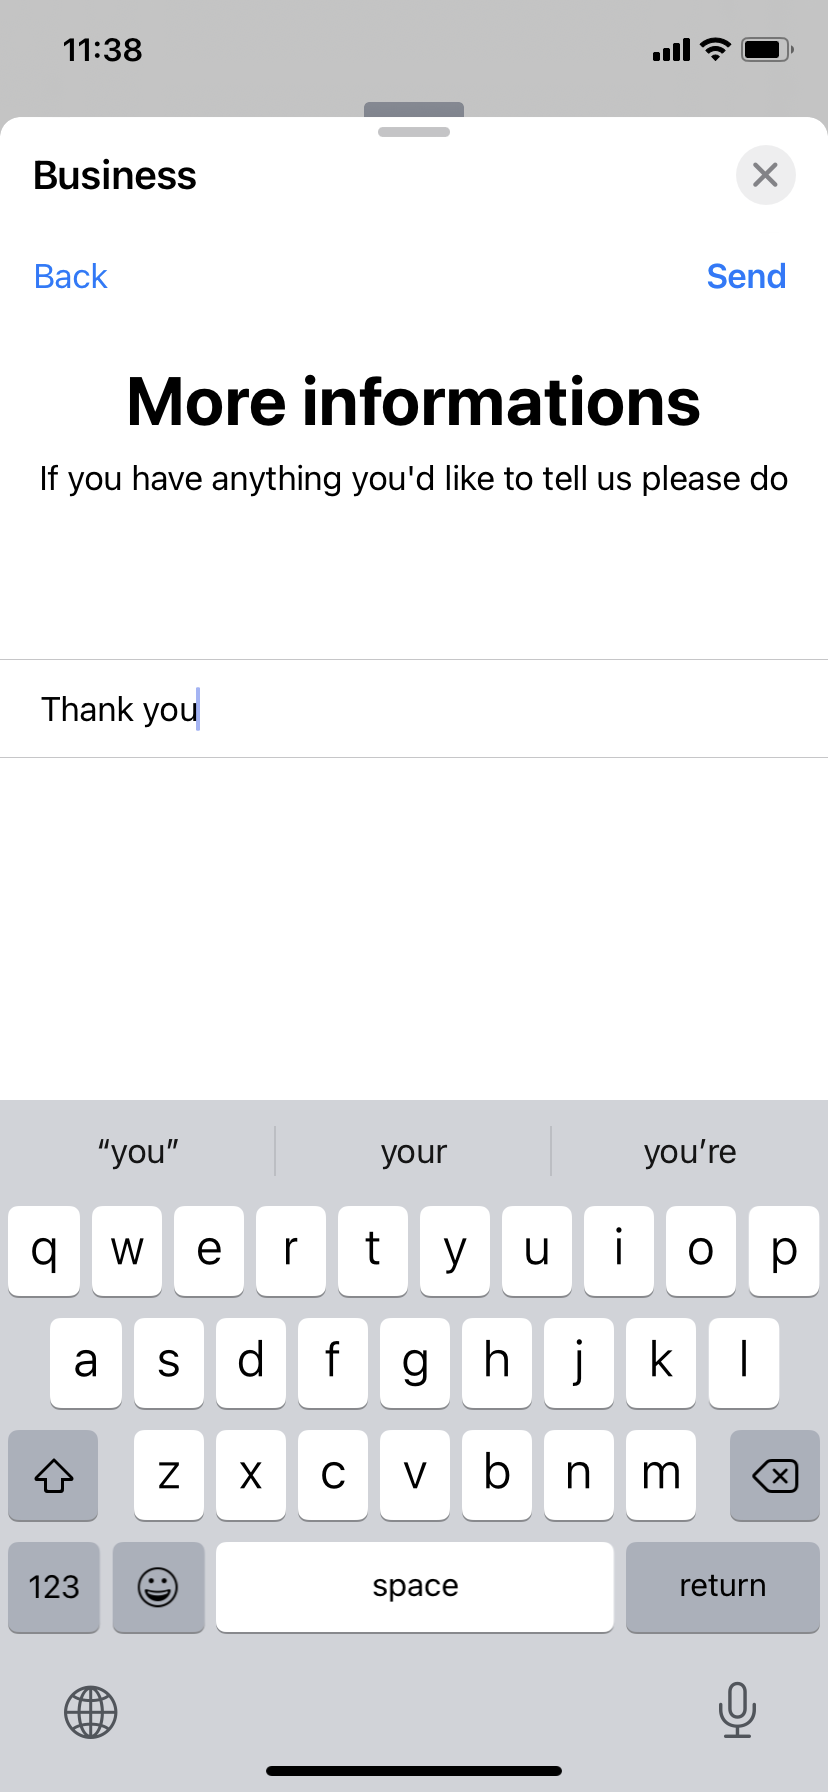 11:38
Business
Back Send
More informations
If you have anything you'd like to tell us please do
Thank you
“you” your you’re
q w e r t y u i o p
a s d f g h j k l
z x c v b n m
123 space return